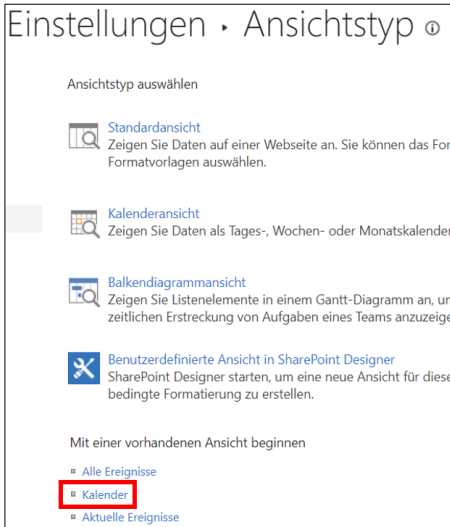 Einstellungen ▸ Ansichtstyp
Ansichtstyp auswählen
Standardansicht
Zeigen Sie Daten auf einer Webseite an. Sie können das
Formatvorlagen auswählen.
Kalenderansicht
Zeigen Sie Daten als Tages-, Wochen- oder Monatskalender
Balkendiagrammansicht
Zeigen Sie Listenelemente in einem Gantt-Diagramm an,
zeitlichen Erstreckung von Aufgaben eines Teams
Benutzerdefinierte Ansicht in SharePoint Designer
SharePoint Designer starten, um eine neue Ansicht für
bedingte Formatierung zu erstellen.
Mit einer vorhandenen Ansicht beginnen
Alle Ereignisse
Kalender
Aktuelle Ereignisse